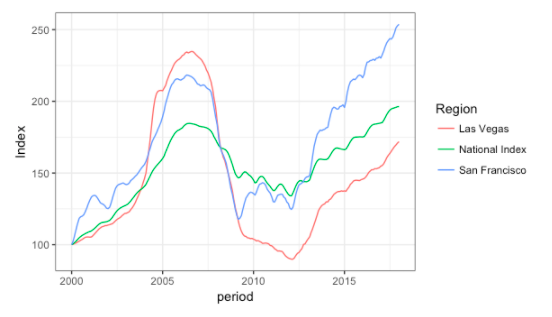 250
200
150
100
Index
2000
2005
2010
2015
period
Region
Las Vegas
National Index
San Francisco